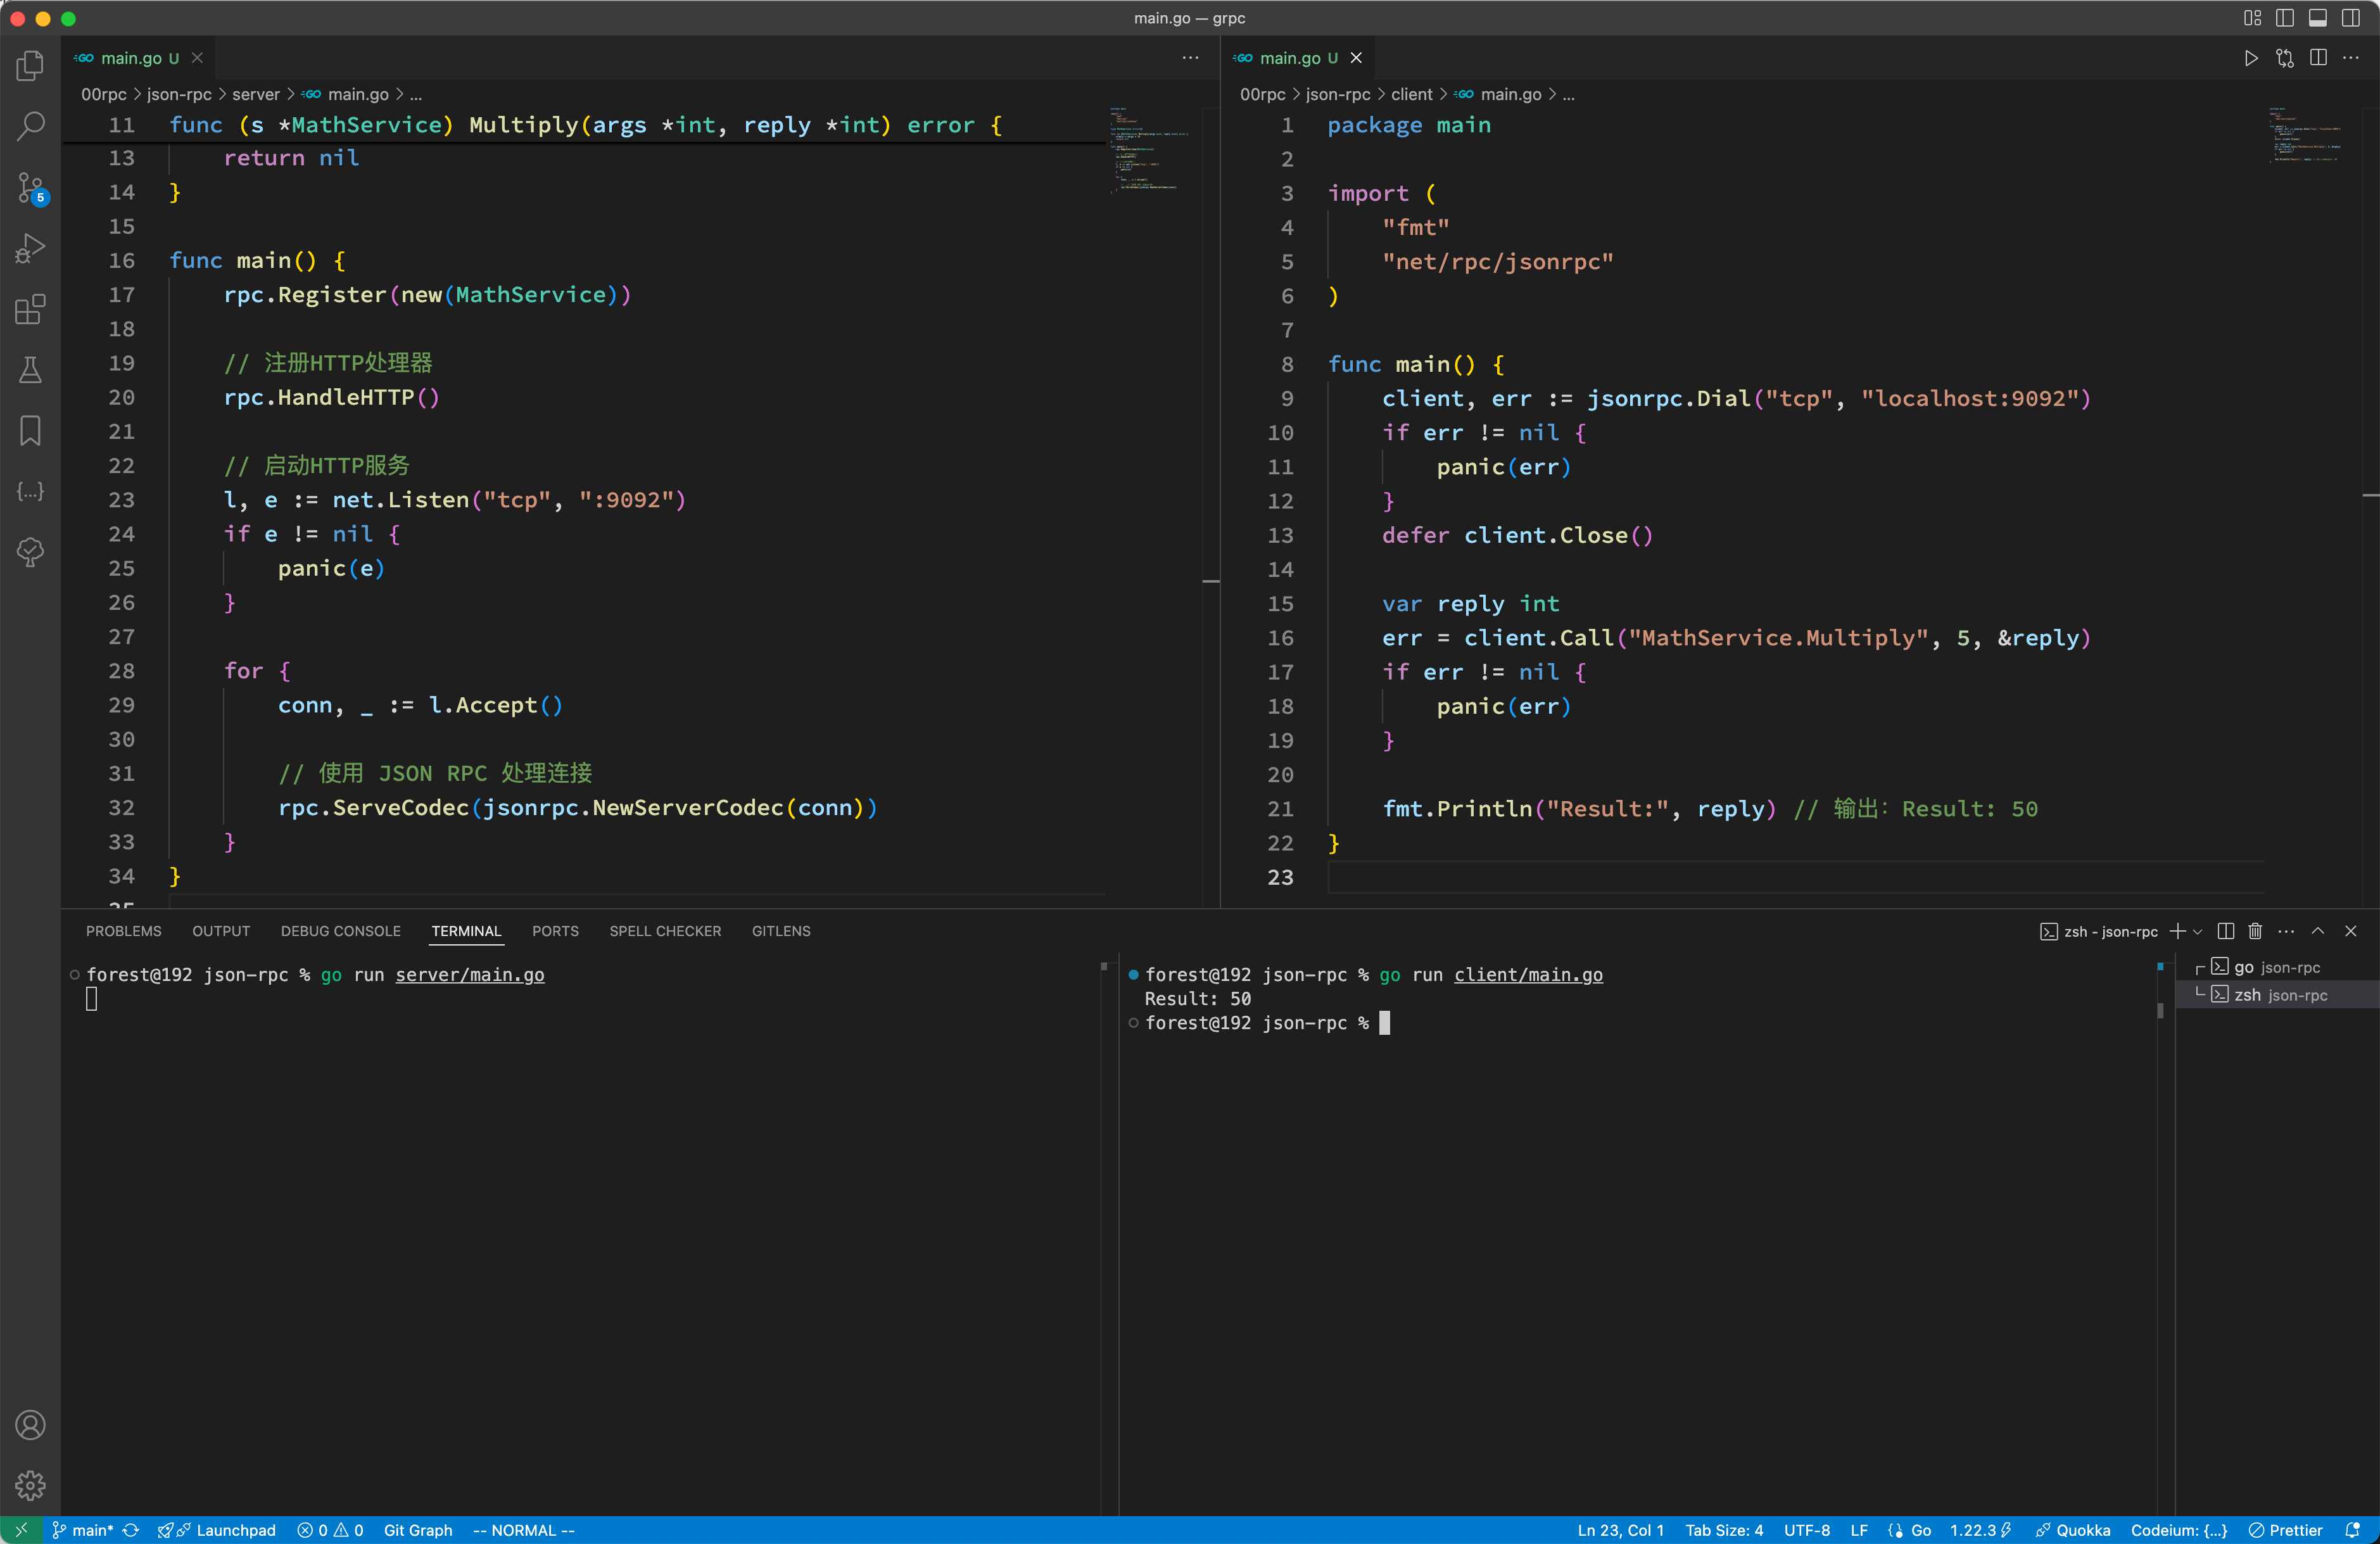 main.go — grpc
main.go U
00rpc > json-rpc > server > main.go > ...
11 func (s *MathService) Multiply(args *int, reply *int) error {
13 return nil
14 }
15
16 func main() {
17 rpc.Register(new(MathService))
18
19 // 注册HTTP处理器
20 rpc.HandleHTTP()
21
22 // 启动HTTP服务
23 l, e := net.Listen("tcp", ":9092")
24 if e != nil {
25 panic(e)
26 }
27
28 for {
29 conn, _ := l.Accept()
30
31 // 使用 JSON RPC 处理连接
32 rpc.ServeCodec(jsonrpc.NewServerCodec(conn))
33 }
34 }
35
main.go U
00rpc > json-rpc > client > main.go > ...
1 package main
2
3 import (
4 "fmt"
5 "net/rpc/jsonrpc"
6 )
7
8 func main() {
9 client, err := jsonrpc.Dial("tcp", "localhost:9092")
10 if err != nil {
11 panic(err)
12 }
13 defer client.Close()
14
15 var reply int
16 err = client.Call("MathService.Multiply", 5, &reply)
17 if err != nil {
18 panic(err)
19 }
20
21 fmt.Println("Result:", reply) // 输出: Result: 50
22 }
23
5
PROBLEMS OUTPUT DEBUG CONSOLE TERMINAL PORTS SPELL CHECKER GITLENS
zsh - json-rpc
forest@192 json-rpc % go run server/main.go
forest@192 json-rpc % go run client/main.go
Result: 50
forest@192 json-rpc %
go json-rpc
zsh json-rpc
main* Launchpad 0 0 Git Graph -- NORMAL -- Ln 23, Col 1 Tab Size: 4 UTF-8 LF Go 1.22.3 Quokka Codeium: {...} Prettier